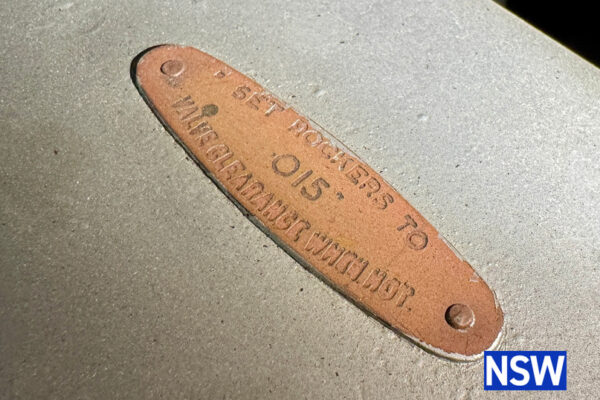 " SET ROCKERS TO
.015"
VALVE CLEARANCE WHEN HOT.
NSW